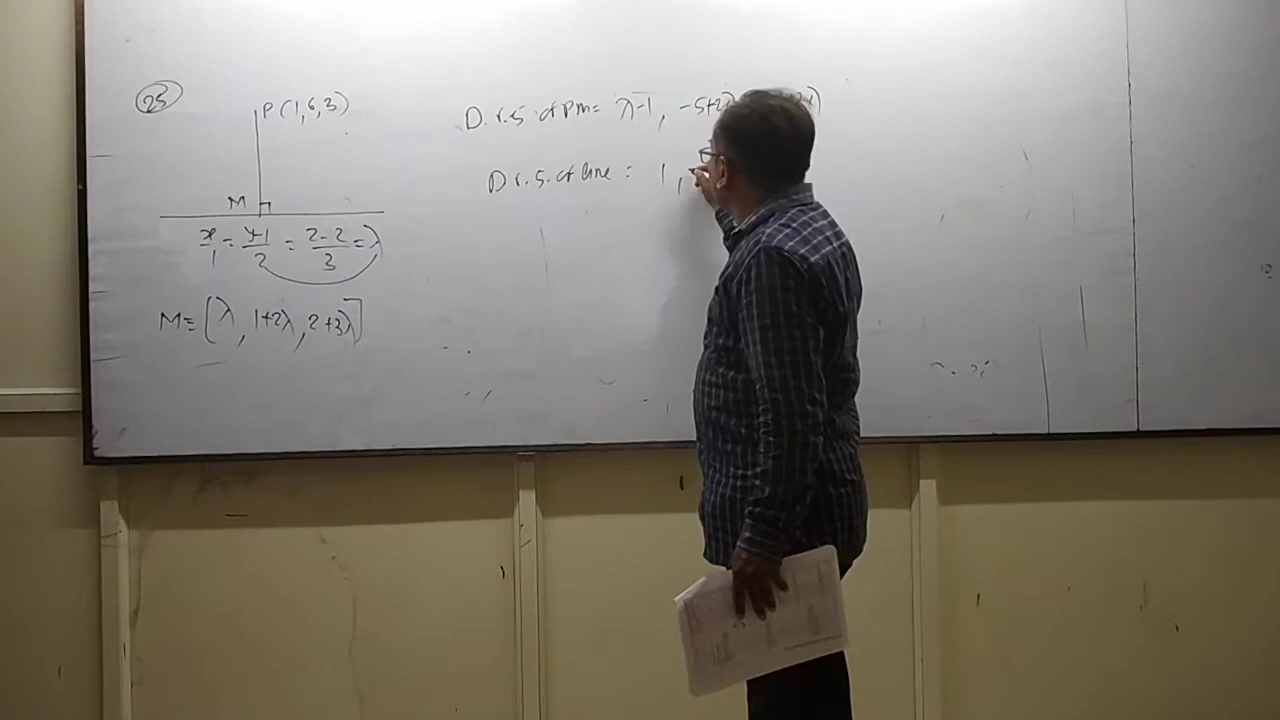 25
P(1,6,3)
M
x/1 = y-1/2 = z-2/3 = λ
M≡ [λ, 1+2λ, 2+3λ]
D.r.s. of PM = λ-1, -5+2λ
D.r.s. of line = 1,